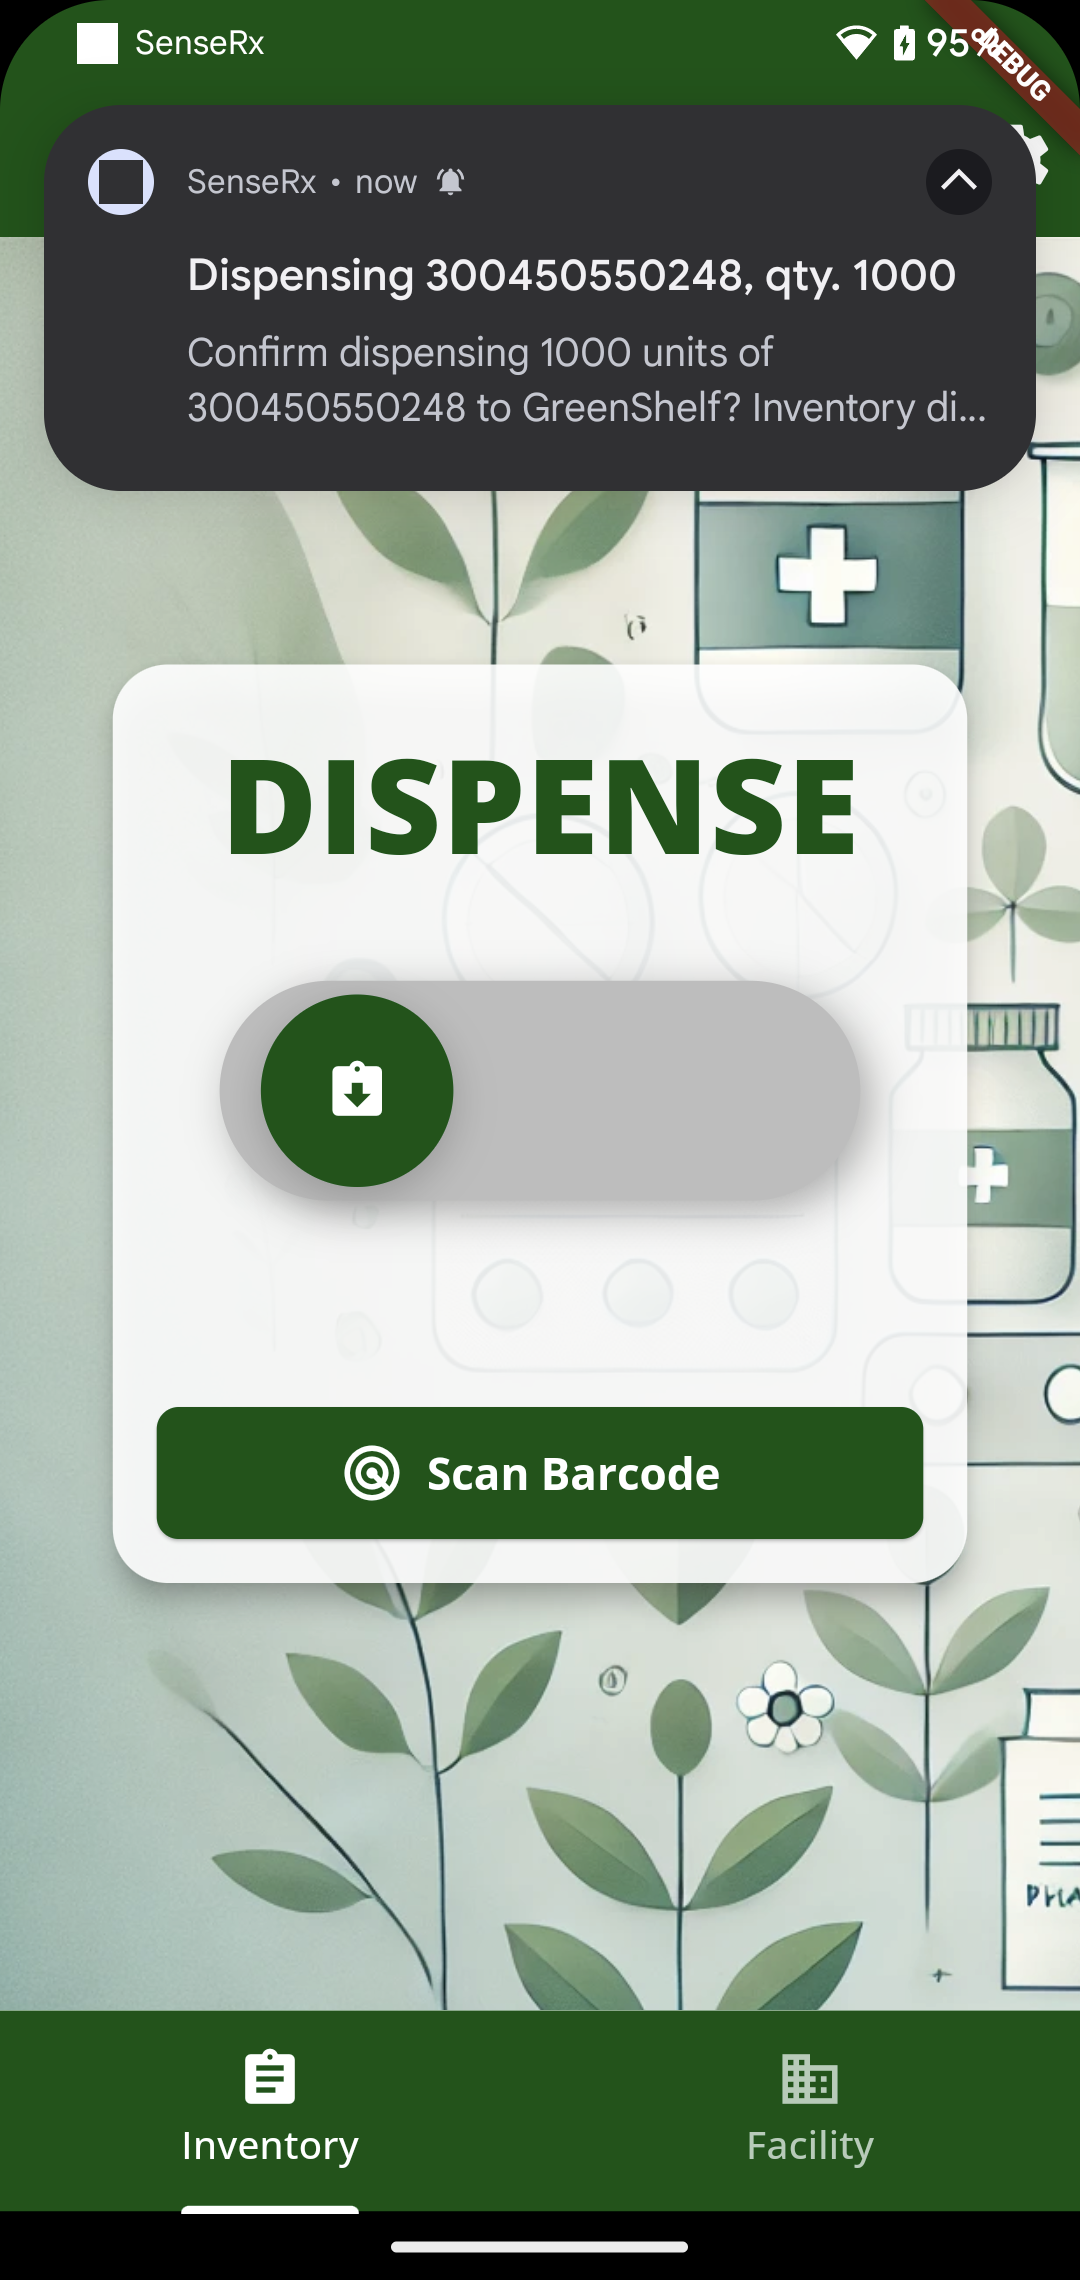 SenseRx
95%
DEBUG
SenseRx • now
Dispensing 300450550248, qty. 1000
Confirm dispensing 1000 units of
300450550248 to GreenShelf? Inventory di...
DISPENSE
Scan Barcode
Inventory
Facility